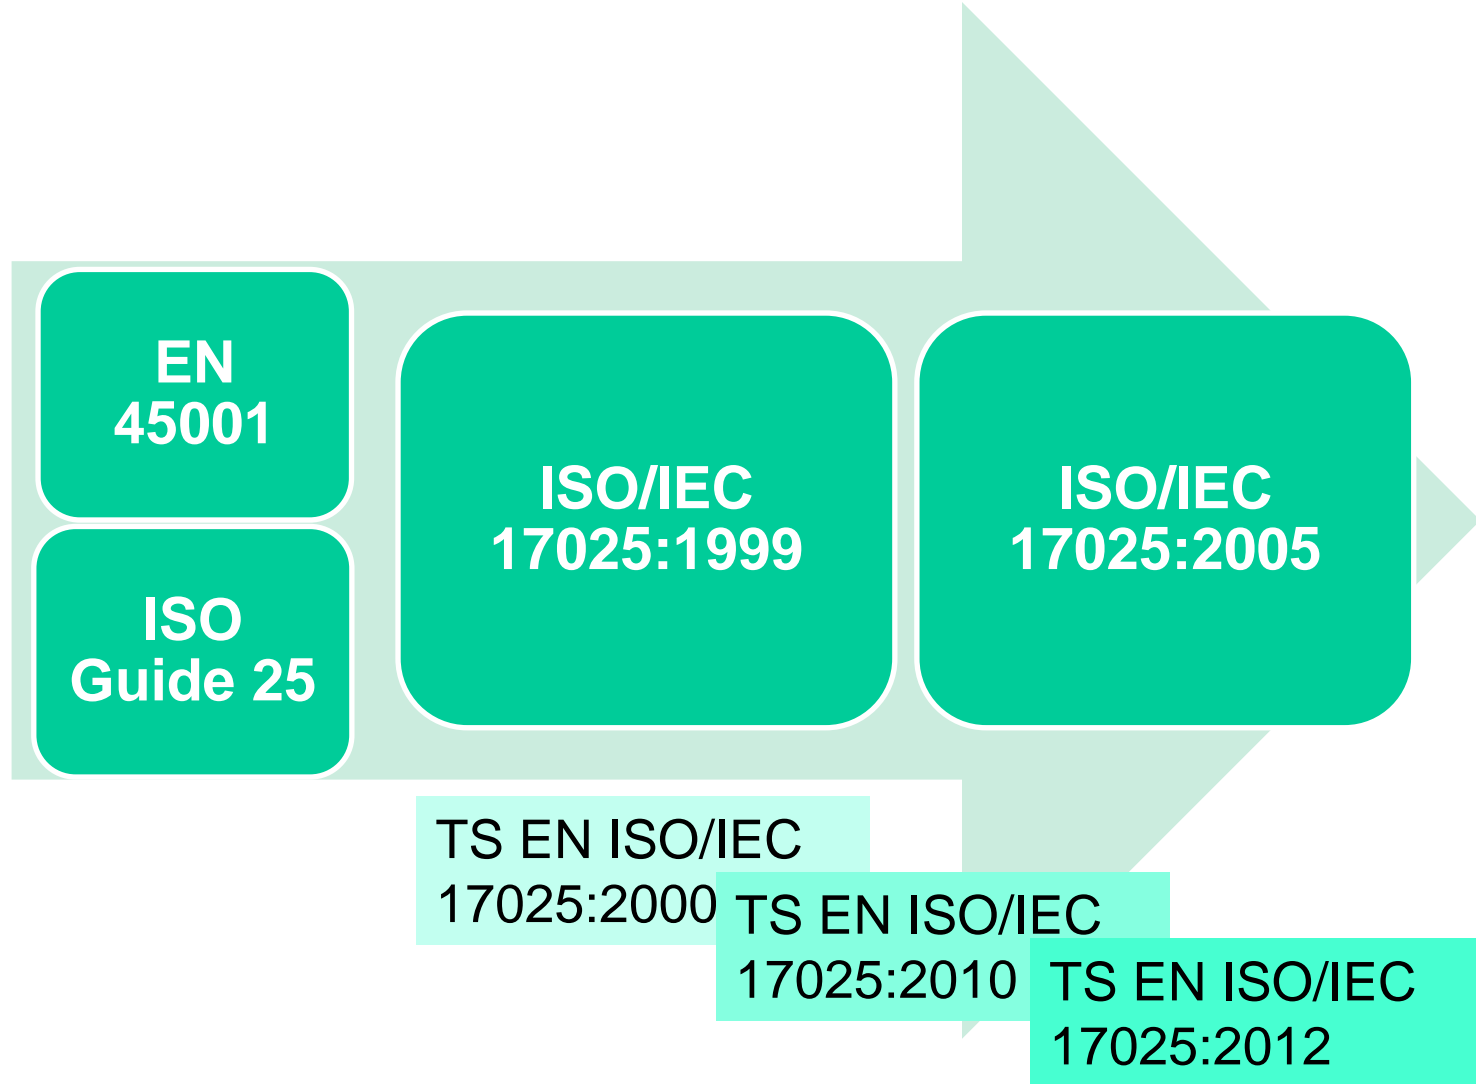 EN
45001
ISO
Guide 25
ISO/IEC
17025:1999
ISO/IEC
17025:2005
TS EN ISO/IEC
17025:2000
TS EN ISO/IEC
17025:2010
TS EN ISO/IEC
17025:2012